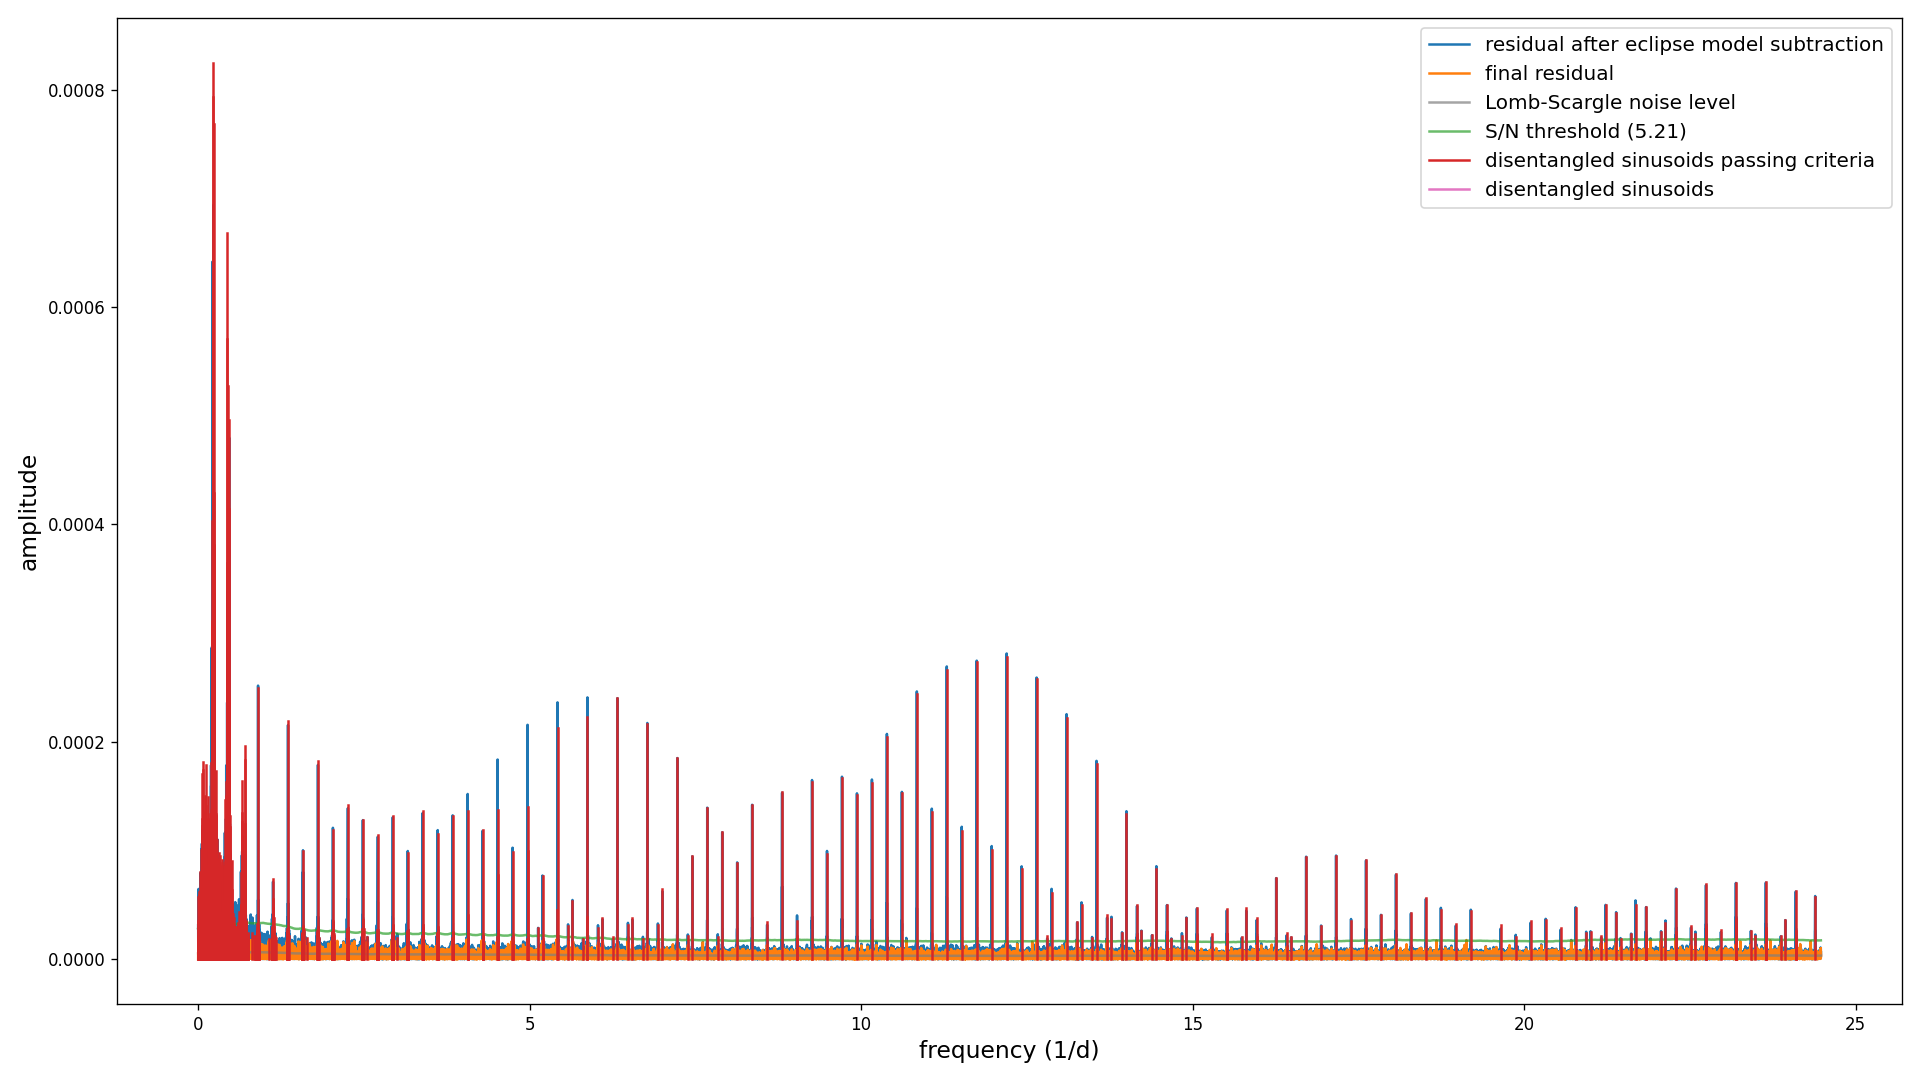 residual after eclipse model subtraction
final residual
Lomb-Scargle noise level
S/N threshold (5.21)
disentangled sinusoids passing criteria
disentangled sinusoids
amplitude
0.0008
0.0006
0.0004
0.0002
0.0000
0 5 10 15 20 25
frequency (1/d)